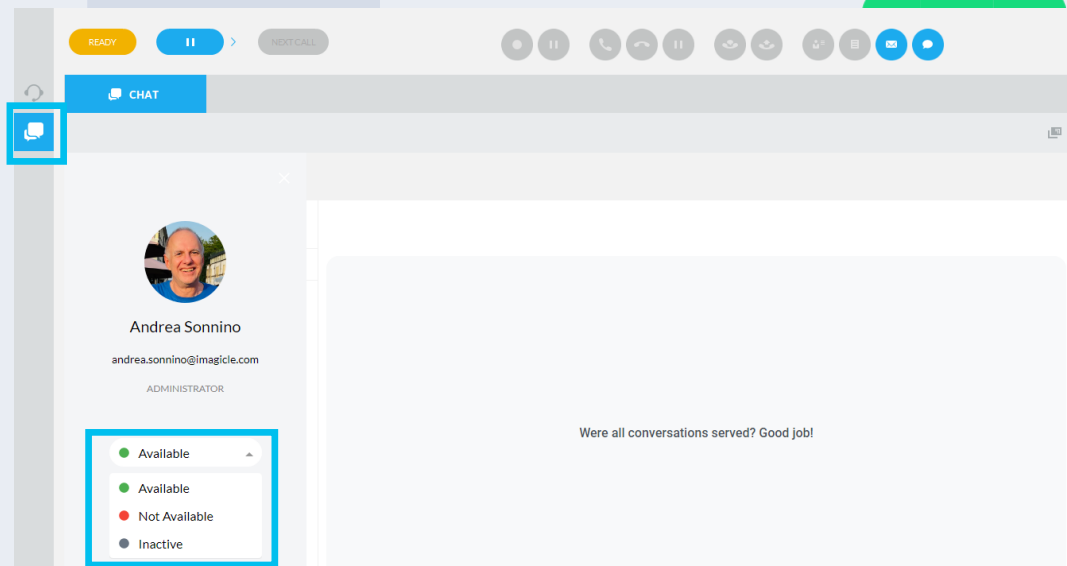 READY
NEXT CALL
CHAT
Andrea Sonnino
andrea.sonnino@imagicle.com
ADMINISTRATOR
Available
Available
Not Available
Inactive
Were all conversations served? Good job!